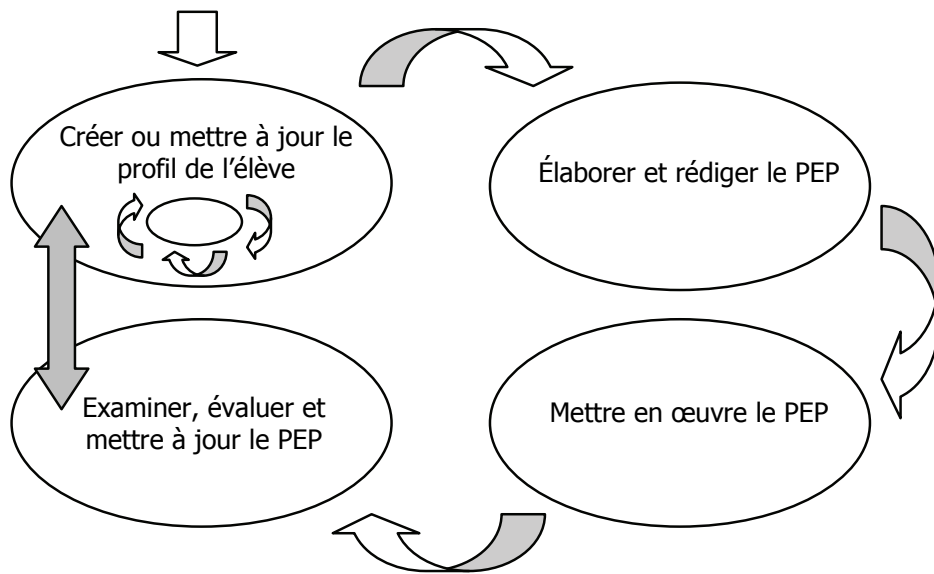 Créer ou mettre à jour le
profil de l’élève
Élaborer et rédiger le PEP
Mettre en œuvre le PEP
Examiner, évaluer et
mettre à jour le PEP